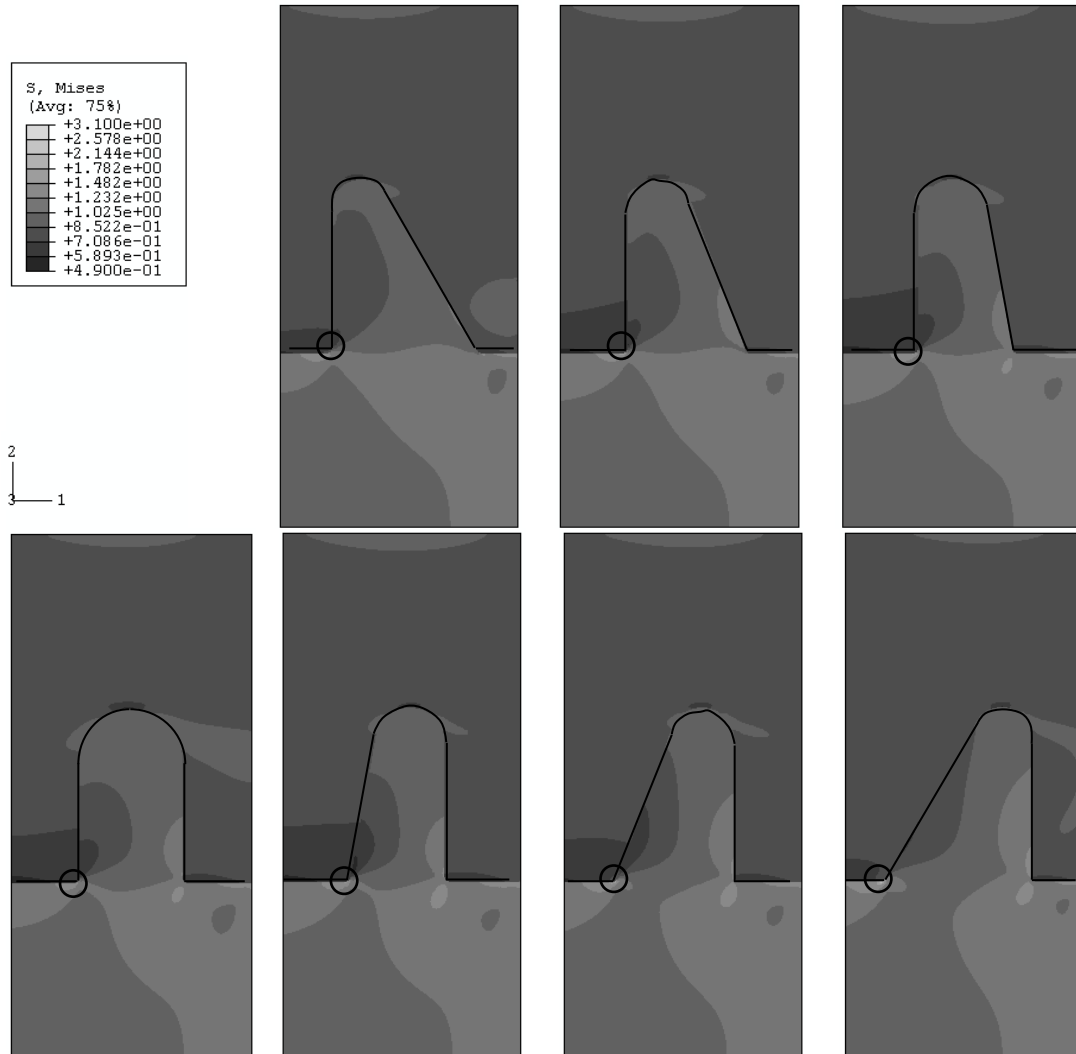 S, Mises
(Avg: 75%)
+3.100e+00
+2.578e+00
+2.144e+00
+1.782e+00
+1.482e+00
+1.232e+00
+1.025e+00
+8.522e-01
+7.086e-01
+5.893e-01
+4.900e-01
2
3 1